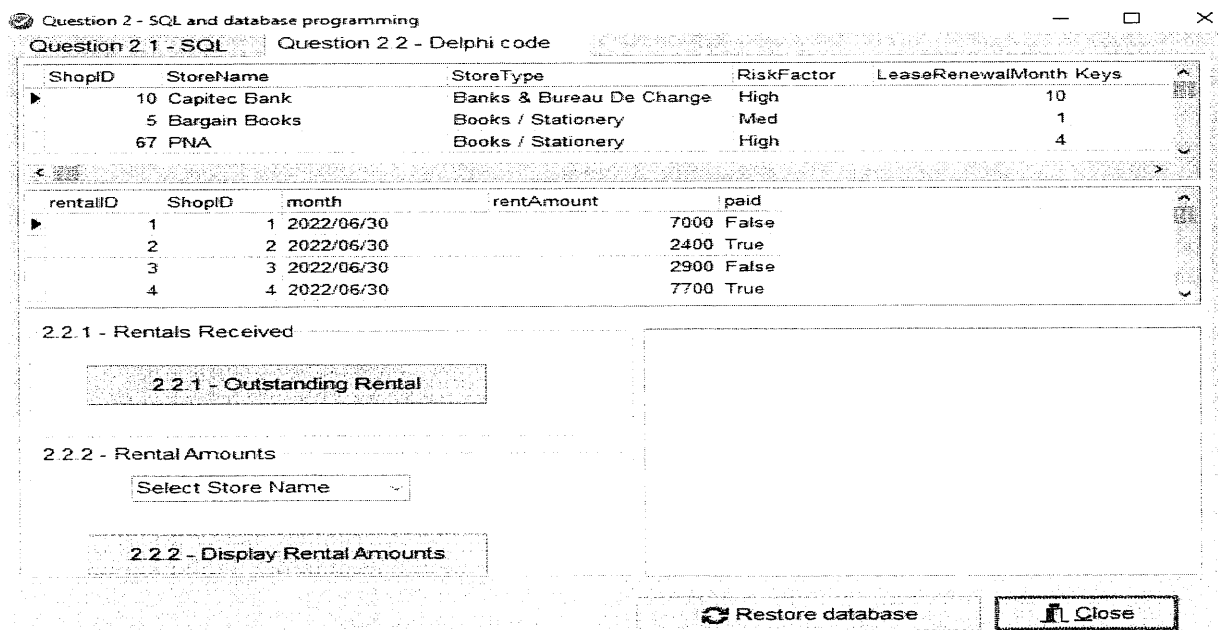 Question 2 - SQL and database programming
Question 2.1 - SQL Question 2.2 - Delphi code
ShopID StoreName StoreType RiskFactor LeaseRenewalMonth Keys
10 Capitec Bank Banks & Bureau De Change High 10
5 Bargain Books Books / Stationery Med 1
67 PNA Books / Stationery High 4
rentalID ShopID month rentAmount paid
1 1 2022/06/30 7000 False
2 2 2022/06/30 2400 True
3 3 2022/06/30 2900 False
4 4 2022/06/30 7700 True
2.2.1 - Rentals Received
2.2.1 - Outstanding Rental
2.2.2 - Rental Amounts
Select Store Name
2.2.2 - Display Rental Amounts
Restore database Close